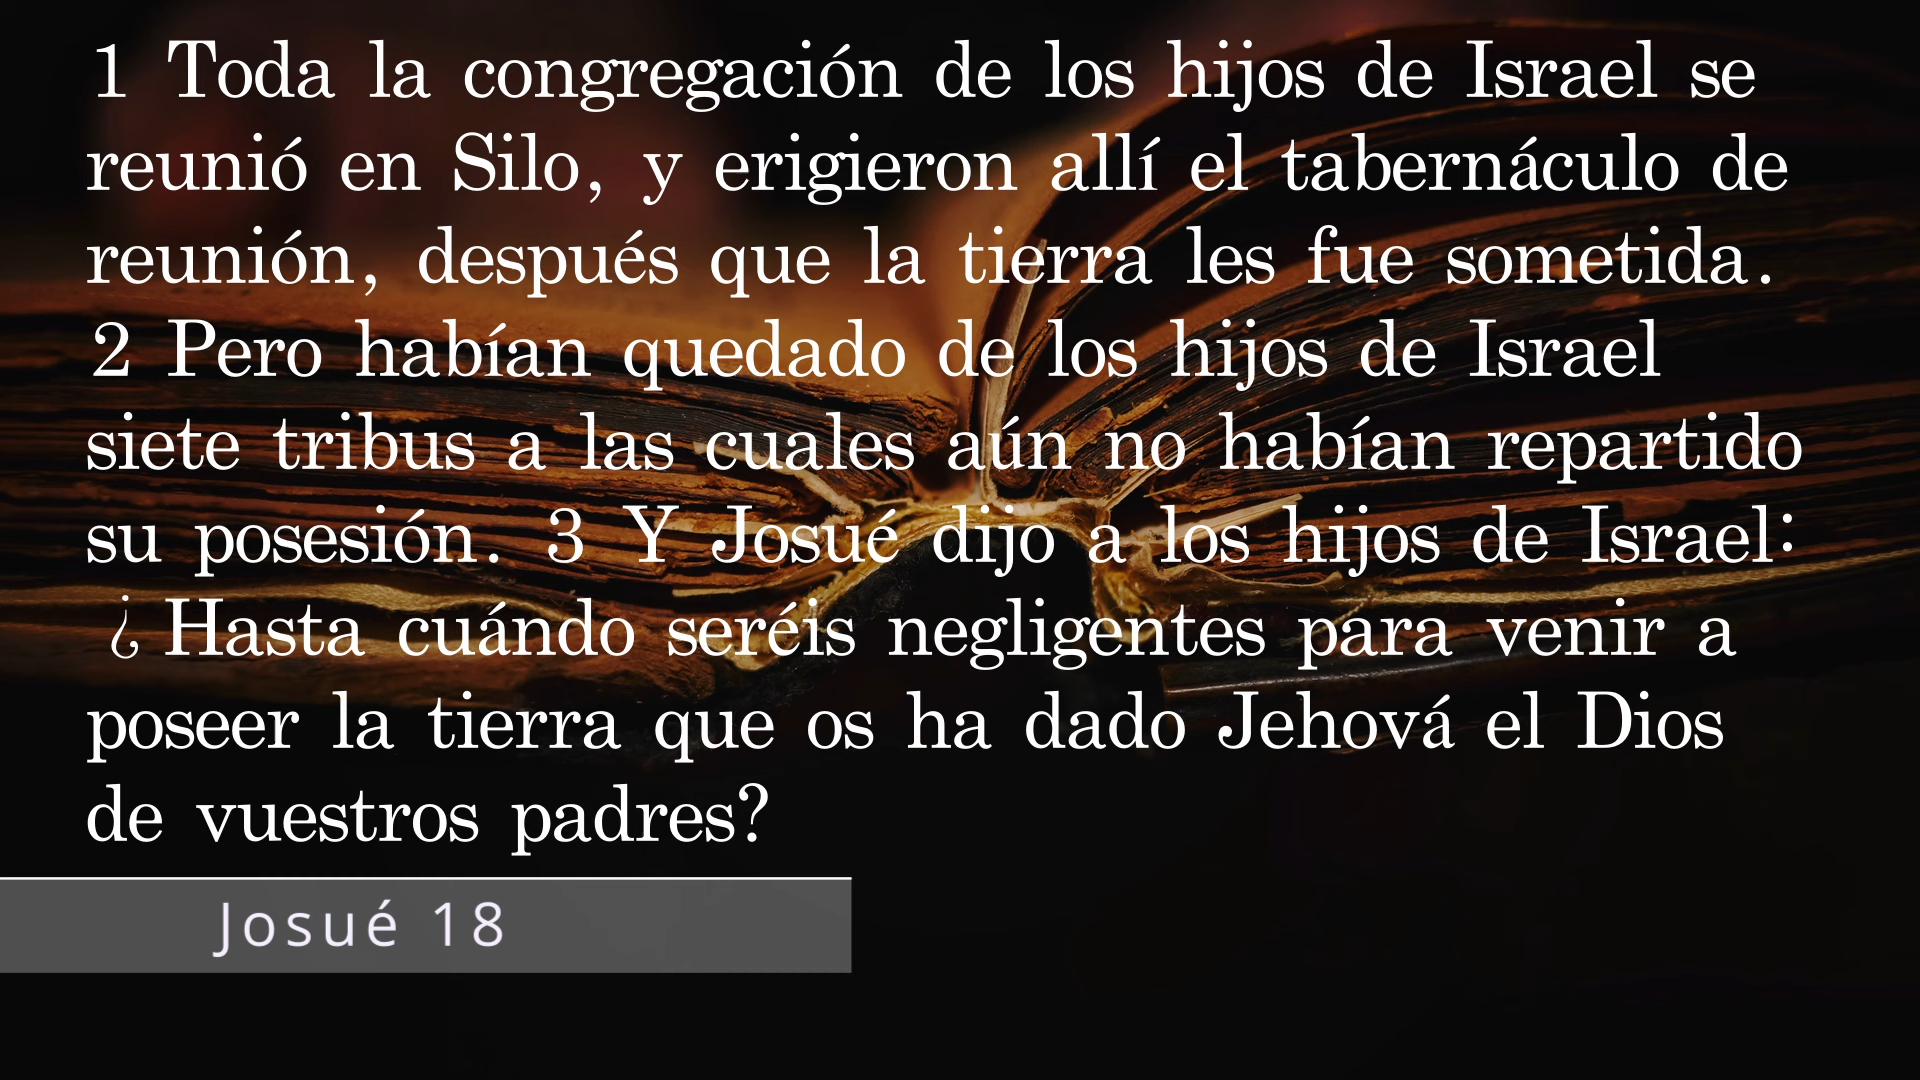 1 Toda la congregación de los hijos de Israel se
reunió en Silo, y erigieron allí el tabernáculo de
reunión, después que la tierra les fue sometida.
2 Pero habían quedado de los hijos de Israel
siete tribus a las cuales aún no habían repartido
su posesión. 3 Y Josué dijo a los hijos de Israel:
¿Hasta cuándo seréis negligentes para venir a
poseer la tierra que os ha dado Jehová el Dios
de vuestros padres?
Josué 18